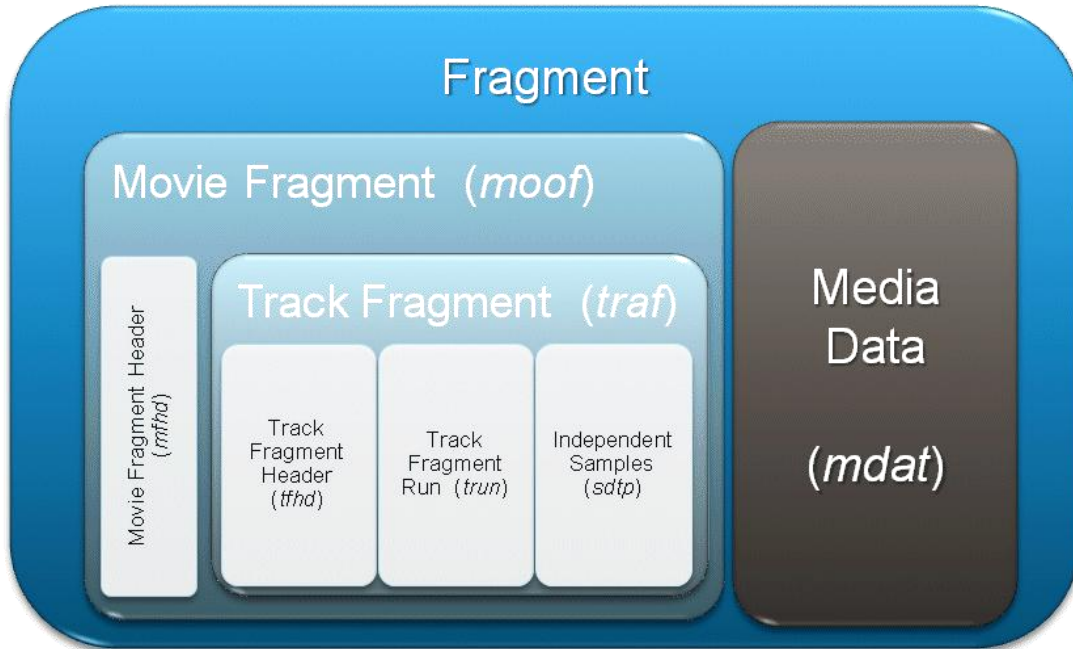 Fragment
Movie Fragment (moof)
Movie Fragment Header
(mfhd)
Track Fragment (traf)
Track
Fragment
Header
(tfhd)
Track
Fragment
Run (trun)
Independent
Samples
(sdtp)
Media
Data
(mdat)